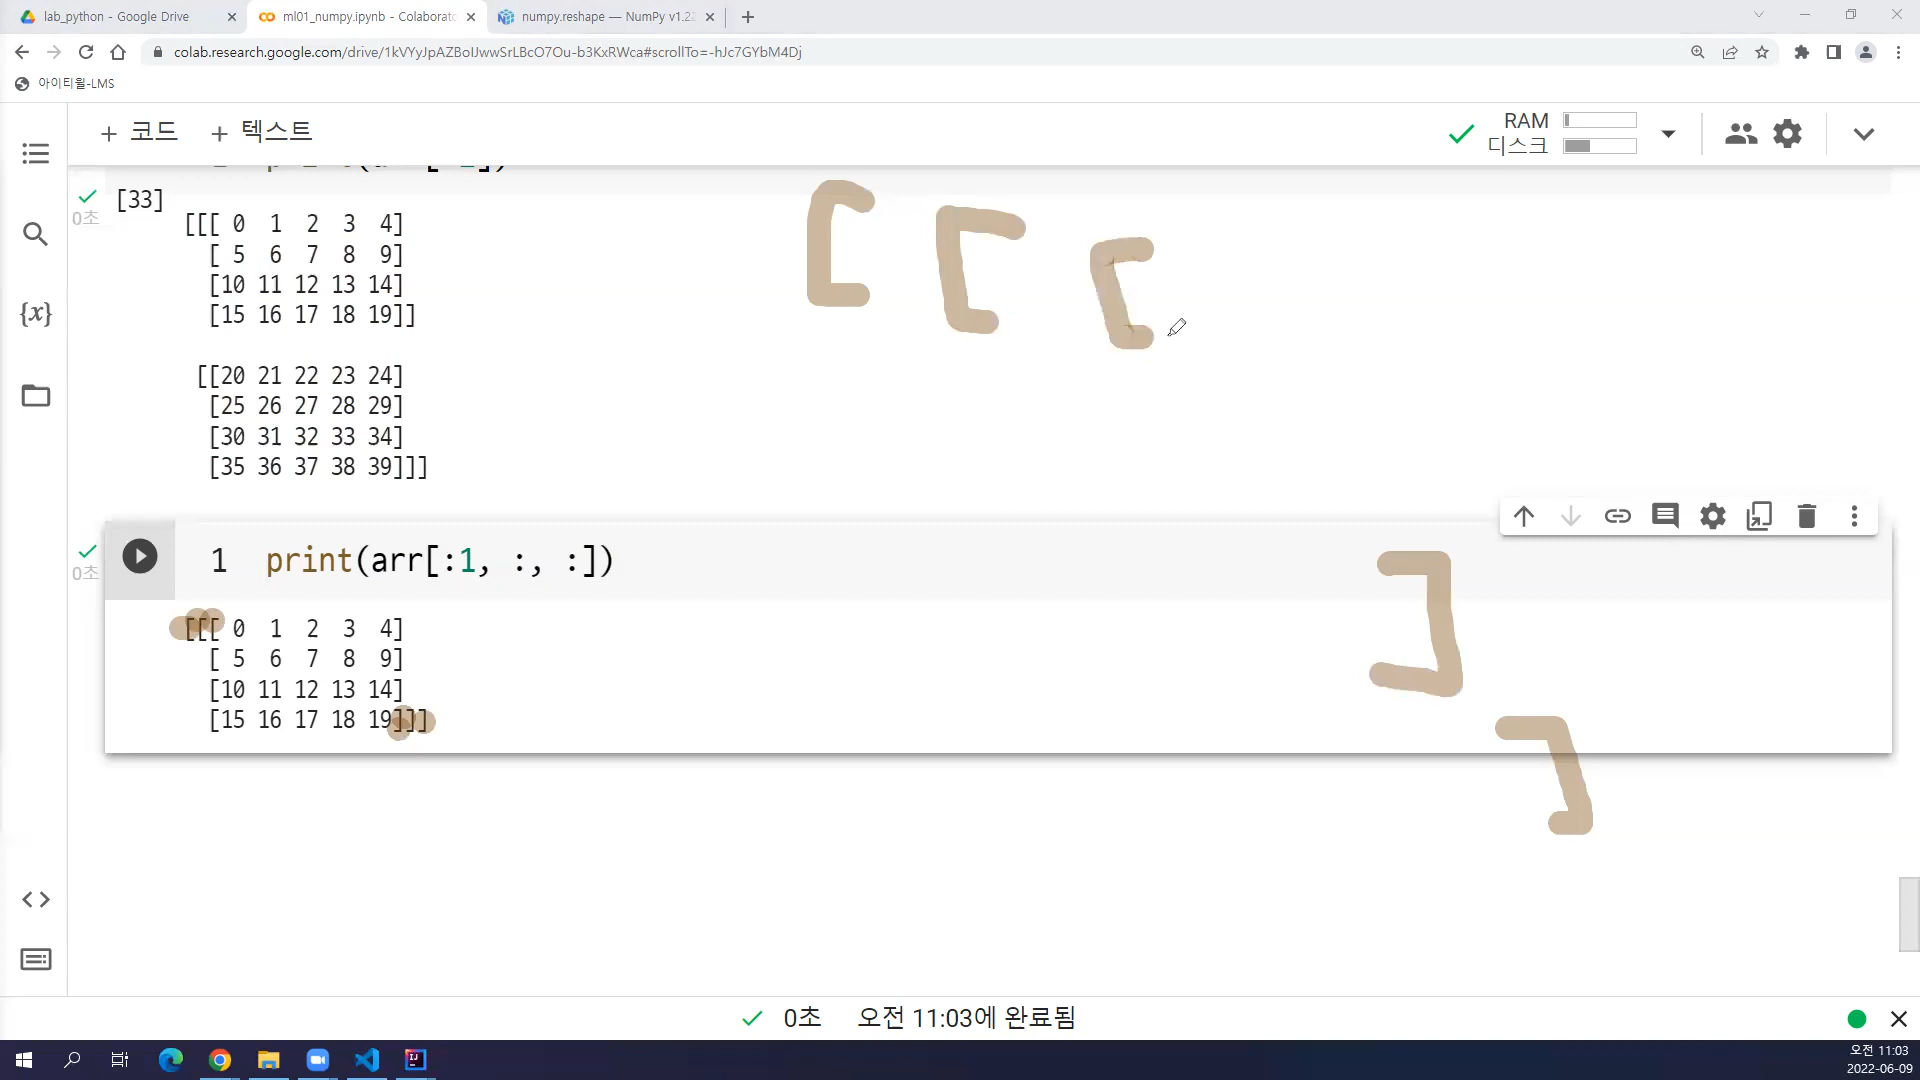 lab_python - Google Drive
ml01_numpy.ipynb - Colaborato
numpy.reshape — NumPy v1.2
colab.research.google.com/drive/1kVYyJpAZBoIJwwSrLBcO7Ou-b3KxRWca#scrollTo=-hJc7GYbM4Dj
아이티윌-LMS
+ 코드 + 텍스트
RAM
디스크
0초
[33]
[[[ 0 1 2 3 4]
[ 5 6 7 8 9]
[10 11 12 13 14]
[15 16 17 18 19]]
[[20 21 22 23 24]
[25 26 27 28 29]
[30 31 32 33 34]
[35 36 37 38 39]]]
[ [ [
0초
1 print(arr[:1, :, :])
[[[ 0 1 2 3 4]
[ 5 6 7 8 9]
[10 11 12 13 14]
[15 16 17 18 19]]]
]
]
0초 오전 11:03에 완료됨
오전 11:03
2022-06-09